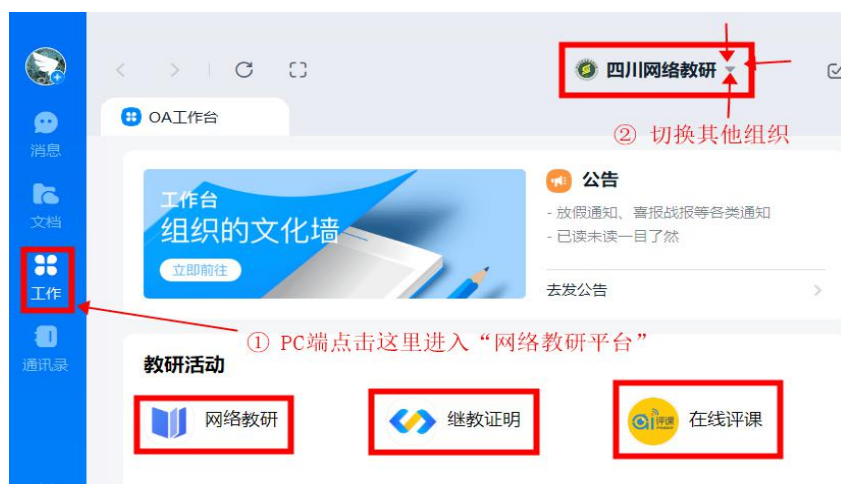 四川网络教研
OA工作台
② 切换其他组织
消息
文档
工作
通讯录
工作台
组织的文化墙
立即前往
公告
- 放假通知、喜报战报等各类通知
- 已读未读一目了然
去发公告
① PC端点击这里进入“网络教研平台”
教研活动
网络教研
继教证明
ai评课
在线评课